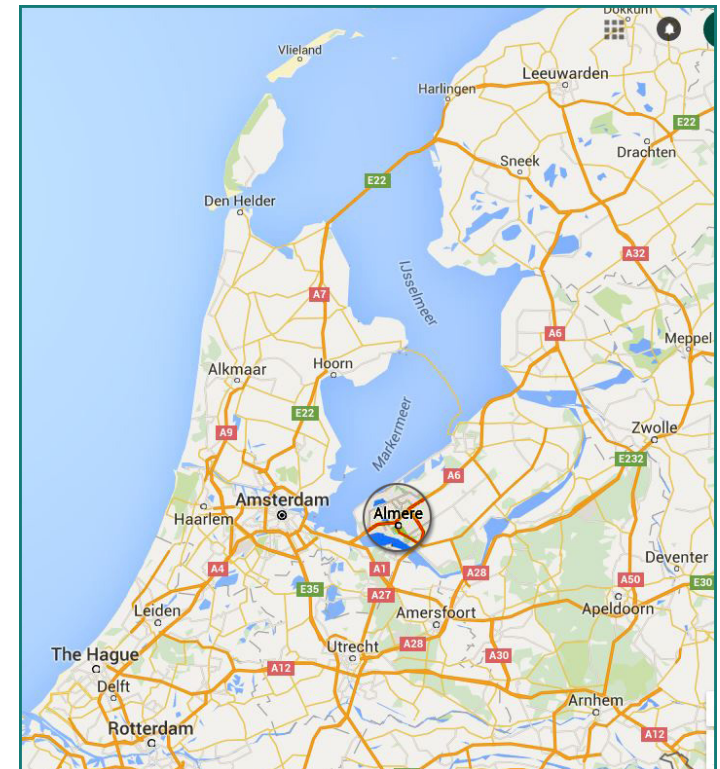 Dokkum
Vlieland
Leeuwarden
Harlingen
E22
Drachten
Sneek
E22
Den Helder
A32
IJsselmeer
A7
A6
Meppel
Hoorn
Alkmaar
E22
Markermeer
Zwolle
A9
E232
A6
Amsterdam
Almere
Haarlem
Deventer
A4
A1
A28
A50
E30
E35
A27
Leiden
Amersfoort
Apeldoorn
Utrecht
A28
The Hague
A12
A30
Delft
Arnhem
Rotterdam
A12